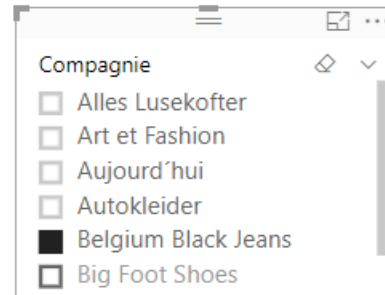 Compagnie
Alles Lusekofter
Art et Fashion
Aujourd´hui
Autokleider
Belgium Black Jeans
Big Foot Shoes